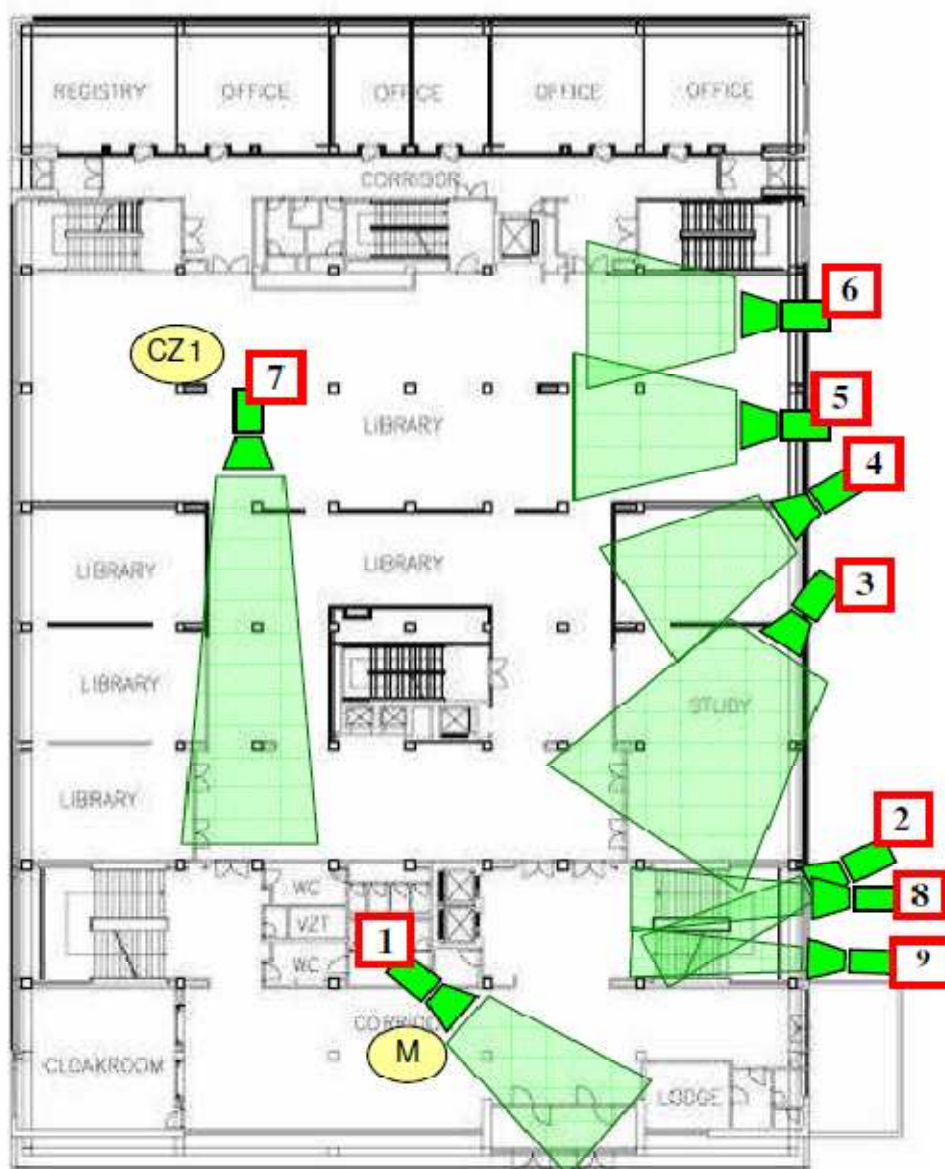 REGISTRY OFFICE OFFICE OFFICE OFFICE
CORRIDOR
6
CZ1
7
5
LIBRARY
4
LIBRARY LIBRARY
3
LIBRARY STUDY
LIBRARY
2
WC
8
VZT
1
WC
9
CORRIDO
M
CLOAKROOM LODGE